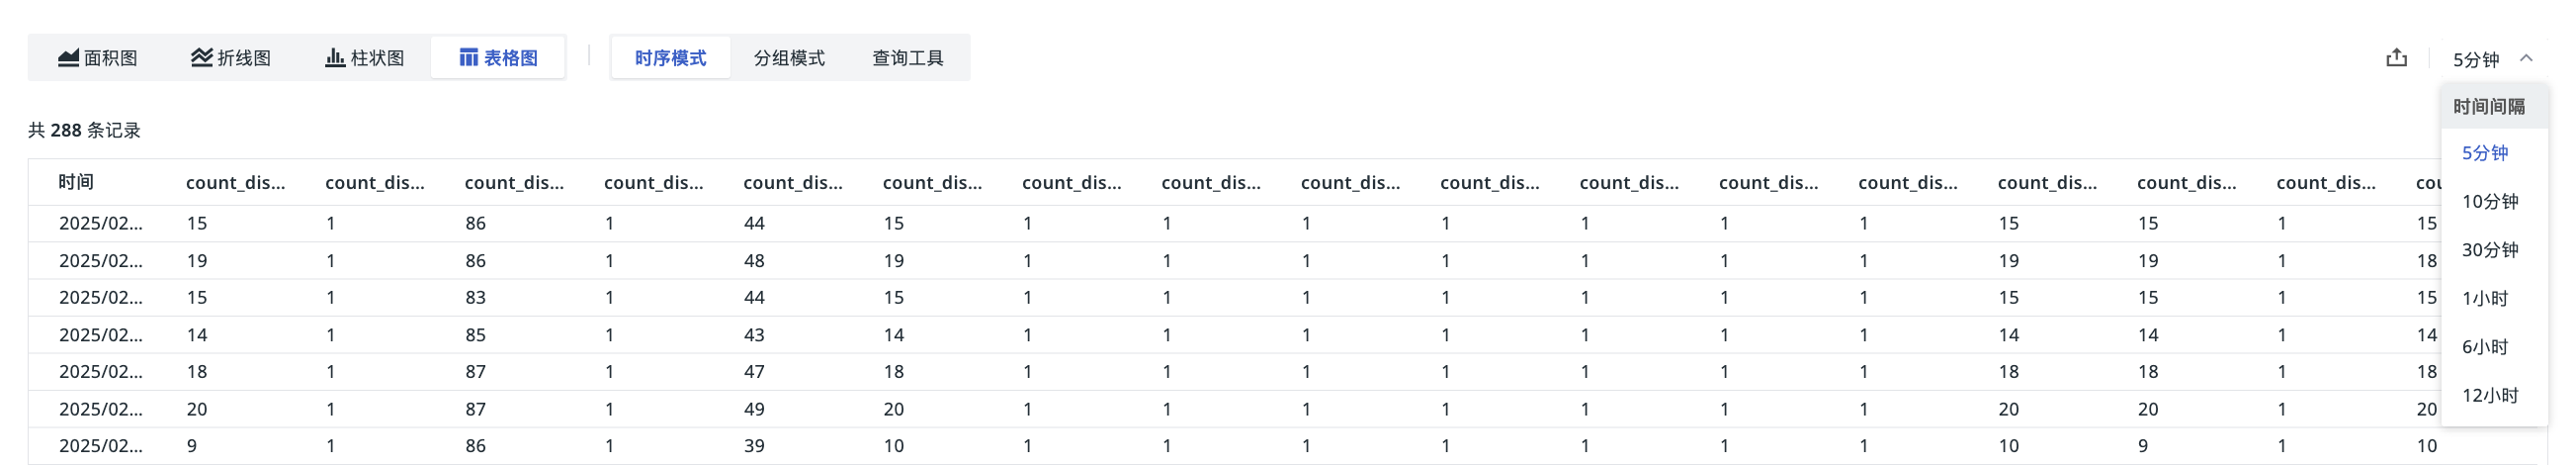 面积图 折线图 柱状图 表格图 时序模式 分组模式 查询工具 5分钟
时间间隔
5分钟
10分钟
30分钟
1小时
6小时
12小时
共 288 条记录
时间 count_dis... count_dis... count_dis... count_dis... count_dis... count_dis... count_dis... count_dis... count_dis... count_dis... count_dis... count_dis... count_dis... count_dis... count_dis... count_dis... cou
2025/02... 15 1 86 1 44 15 1 1 1 1 1 1 1 15 15 1 15
2025/02... 19 1 86 1 48 19 1 1 1 1 1 1 1 19 19 1 18
2025/02... 15 1 83 1 44 15 1 1 1 1 1 1 1 15 15 1 15
2025/02... 14 1 85 1 43 14 1 1 1 1 1 1 1 14 14 1 14
2025/02... 18 1 87 1 47 18 1 1 1 1 1 1 1 18 18 1 18
2025/02... 20 1 87 1 49 20 1 1 1 1 1 1 1 20 20 1 20
2025/02... 9 1 86 1 39 10 1 1 1 1 1 1 1 10 9 1 10